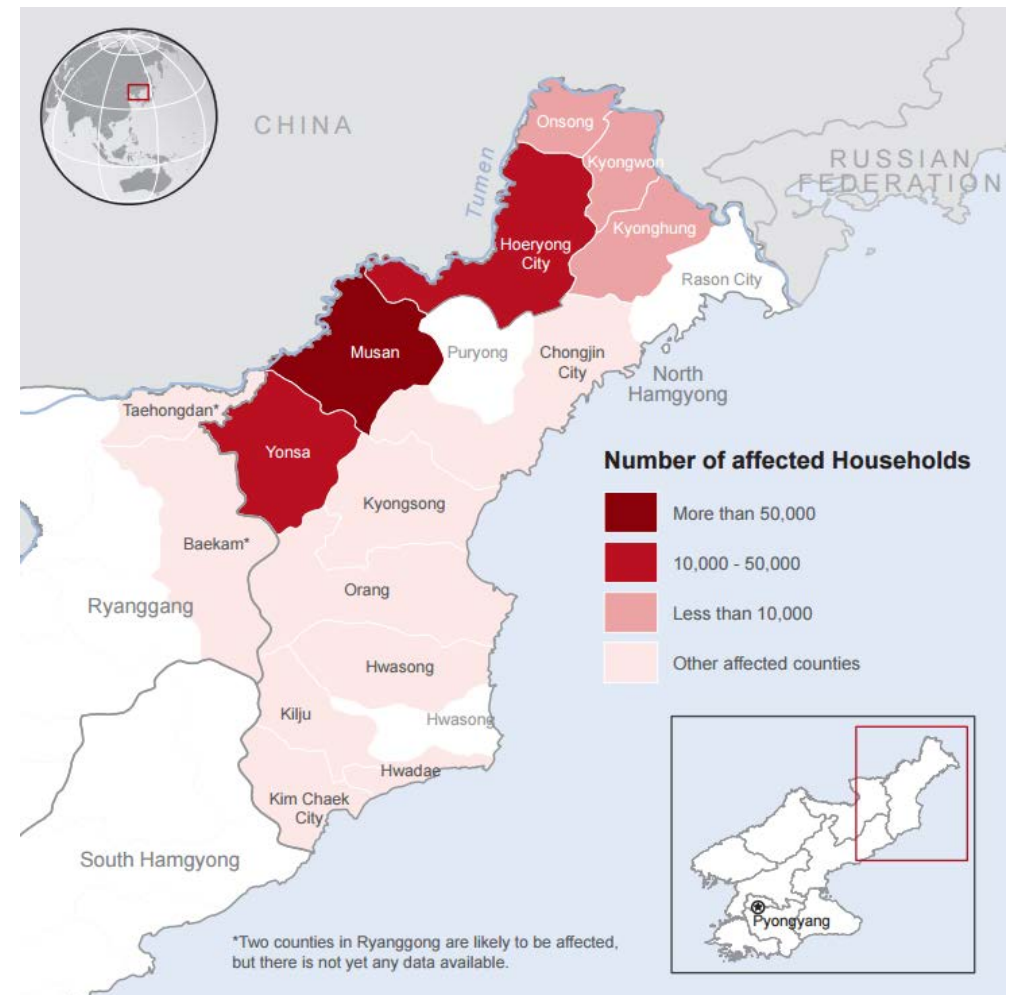 CHINA
RUSSIAN
FEDERATION
Tumen
Onsong
Kyongwon
Kyonghung
Hoeryong
City
Rason City
Musan
Puryong
Chongjin
City
North
Hamgyong
Taehongdan*
Yonsa
Kyongsong
Baekam*
Orang
Ryanggang
Hwasong
Kilju
Hwasong
Hwadae
Kim Chaek
City
South Hamgyong
Number of affected Households
More than 50,000
10,000 - 50,000
Less than 10,000
Other affected counties
Pyongyang
*Two counties in Ryanggong are likely to be affected,
but there is not yet any data available.